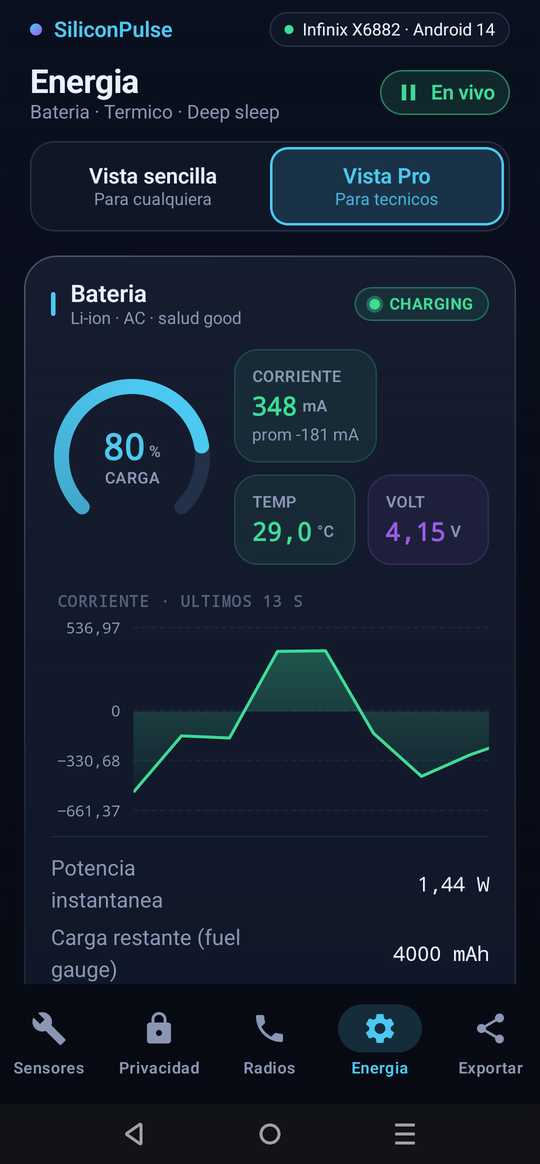 SiliconPulse
Infinix X6882 · Android 14
Energia
Bateria · Termico · Deep sleep
En vivo
Vista sencilla
Para cualquiera
Vista Pro
Para tecnicos
Bateria
Li-ion · AC · salud good
CHARGING
80 %
CARGA
CORRIENTE
348 mA
prom -181 mA
TEMP
29,0 °C
VOLT
4,15 V
CORRIENTE · ULTIMOS 13 S
536,97
0
−330,68
−661,37
Potencia
instantanea
1,44 W
Carga restante (fuel
gauge)
4000 mAh
Sensores
Privacidad
Radios
Energia
Exportar